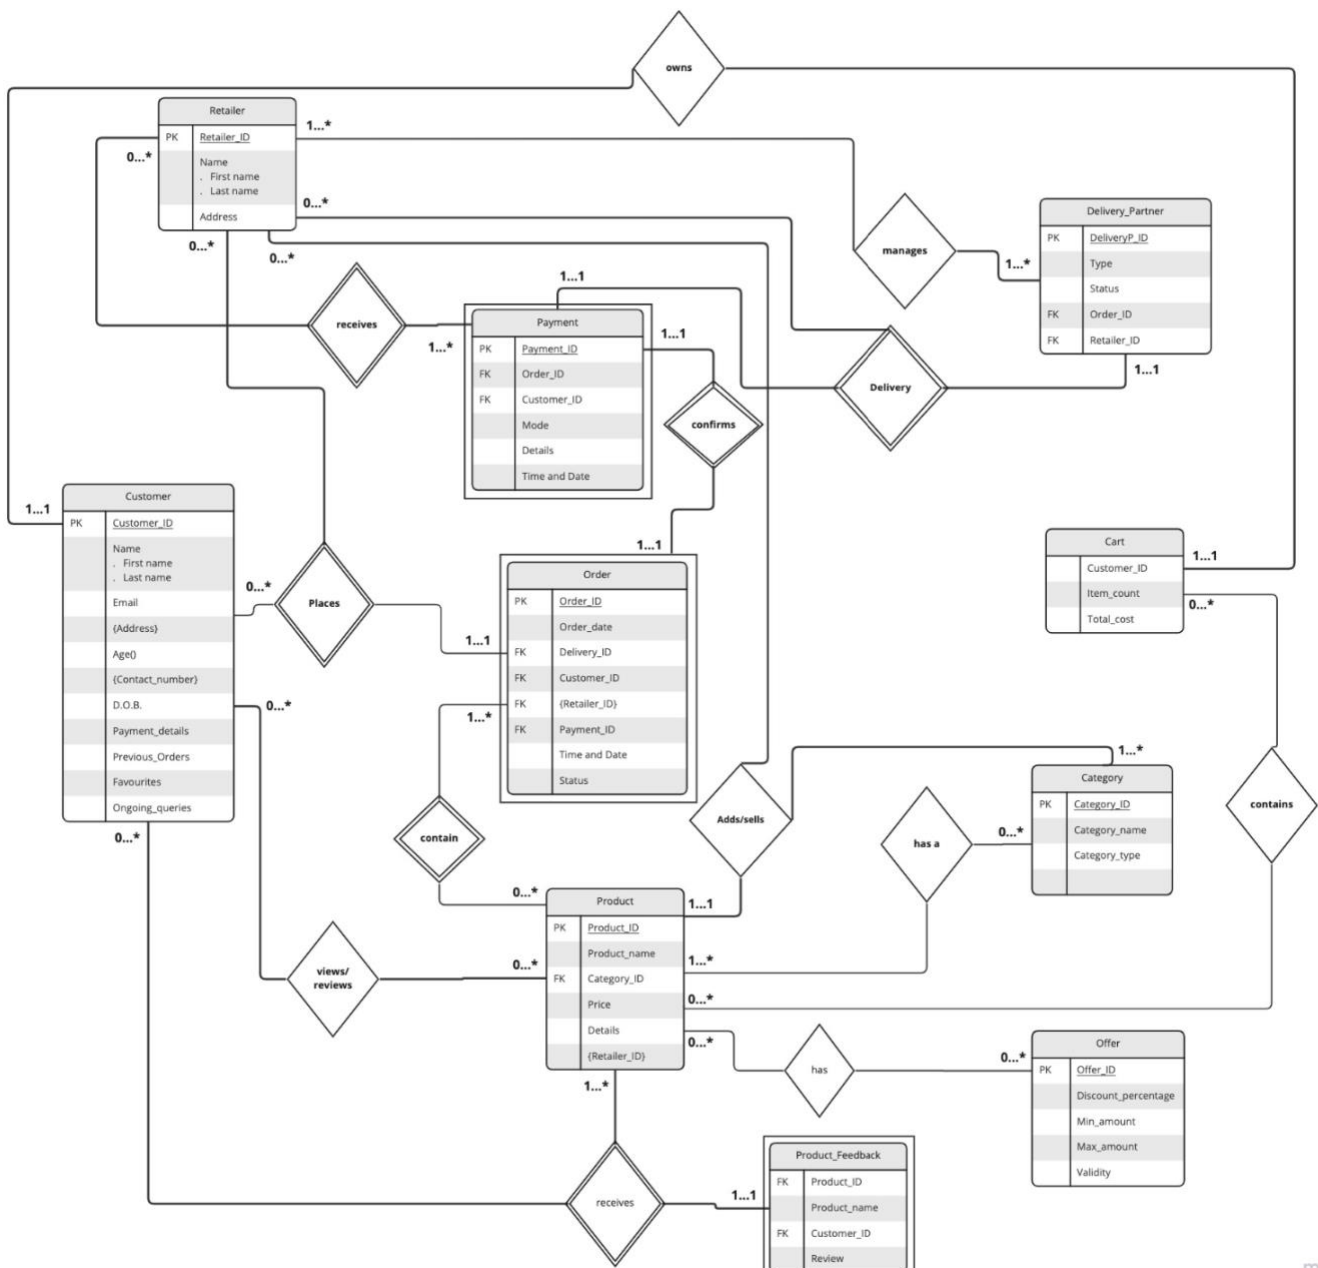 owns
Retailer
PK Retailer_ID
Name
. First name
. Last name
Address
1...*
0...*
0...*
0...*
0...*
Delivery_Partner
PK DeliveryP_ID
Type
Status
FK Order_ID
FK Retailer_ID
manages
1...*
1...1
1...1
receives
1...*
Payment
PK Payment_ID
FK Order_ID
FK Customer_ID
Mode
Details
Time and Date
1...1
Delivery
confirms
1...1
Customer
PK Customer_ID
Name
. First name
. Last name
Email
{Address}
Age()
{Contact_number}
D.O.B.
Payment_details
Previous_Orders
Favourites
Ongoing_queries
1...1
0...*
0...*
0...*
Places
1...1
Order
PK Order_ID
Order_date
FK Delivery_ID
FK Customer_ID
FK {Retailer_ID}
FK Payment_ID
Time and Date
Status
1...*
Cart
Customer_ID
Item_count
Total_cost
1...1
0...*
contain
Adds/sells
1...*
has a
0...*
Category
PK Category_ID
Category_name
Category_type
contains
0...*
Product
PK Product_ID
Product_name
FK Category_ID
Price
Details
{Retailer_ID}
1...1
1...*
0...*
0...*
views/
reviews
0...*
1...*
has
0...*
Offer
PK Offer_ID
Discount_percentage
Min_amount
Max_amount
Validity
receives
1...1
Product_Feedback
FK Product_ID
Product_name
FK Customer_ID
Review